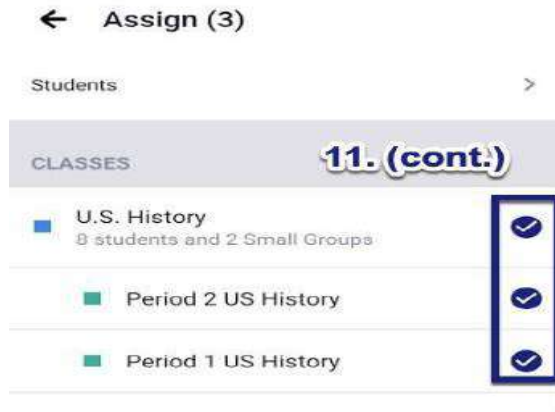 Assign (3)
Students
CLASSES
11. (cont.)
U.S. History
8 students and 2 Small Groups
Period 2 US History
Period 1 US History